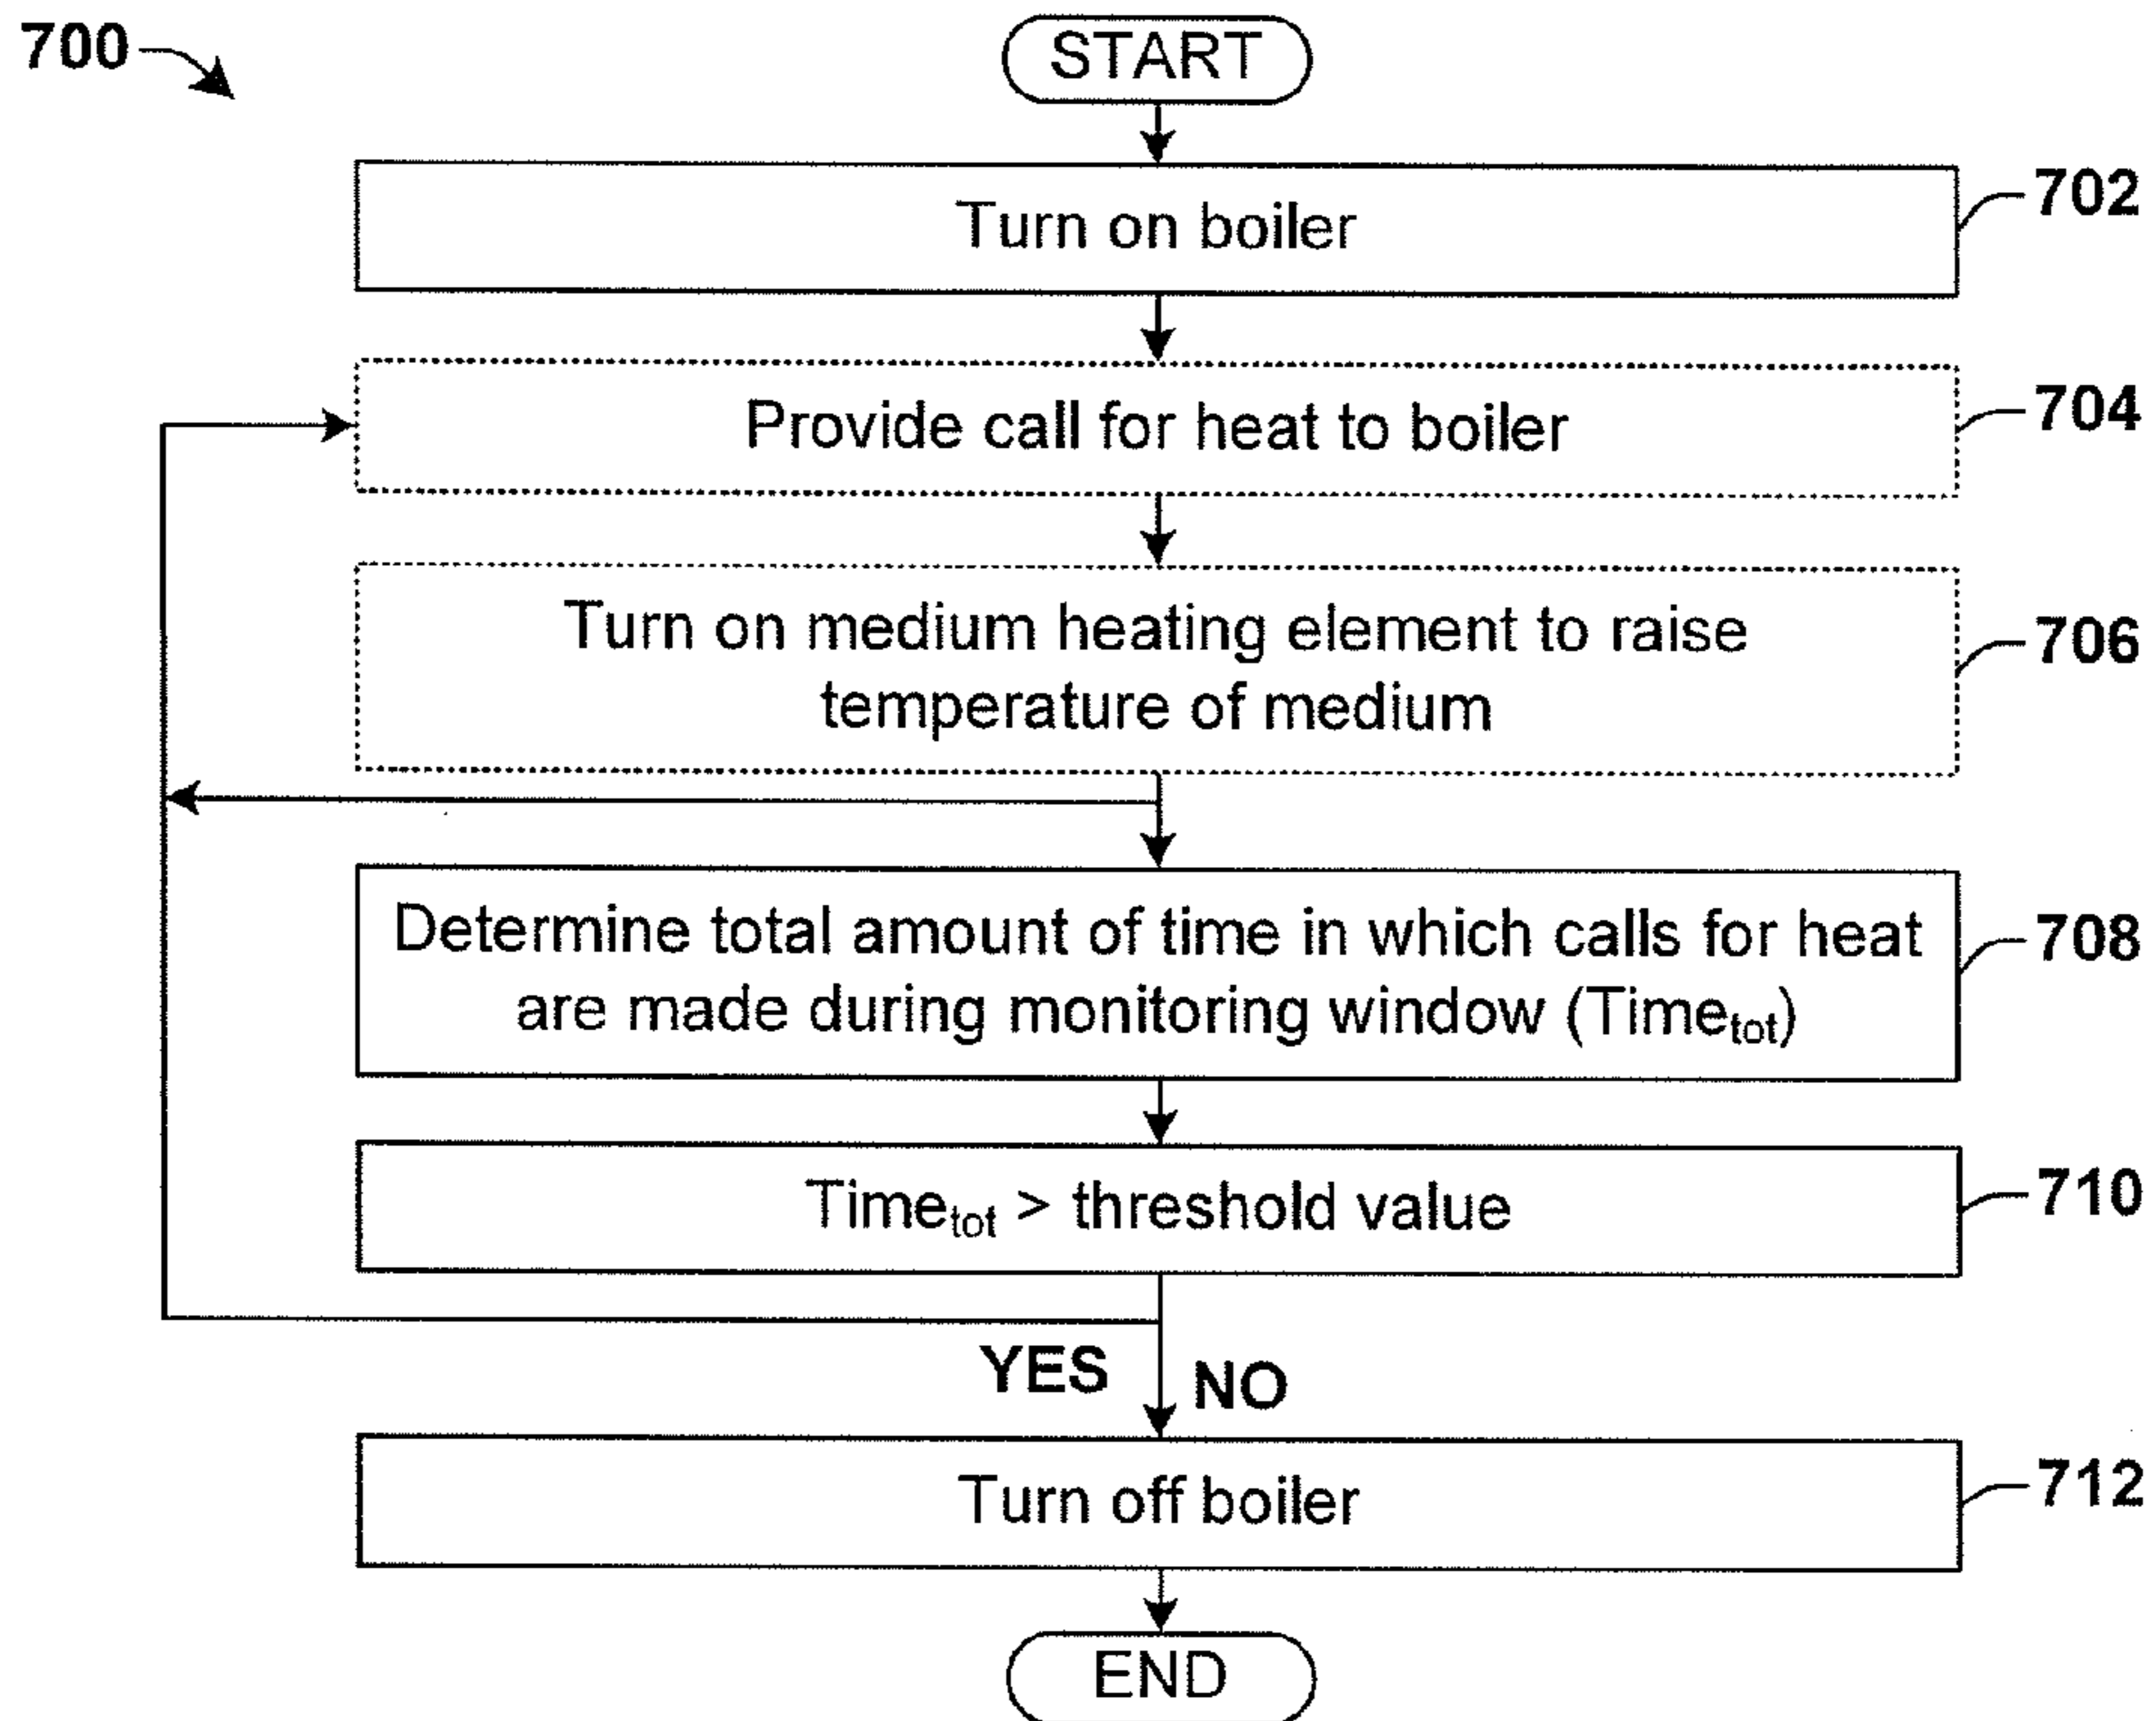 700
START
Turn on boiler
702
Provide call for heat to boiler
704
Turn on medium heating element to raise
temperature of medium
706
Determine total amount of time in which calls for heat
are made during monitoring window (Timetot)
708
Timetot > threshold value
710
YES
NO
Turn off boiler
712
END